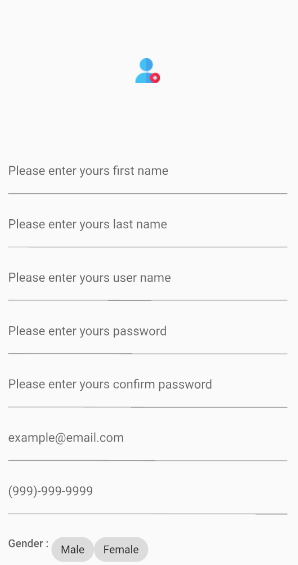 Please enter yours first name
Please enter yours last name
Please enter yours user name
Please enter yours password
Please enter yours confirm password
example@email.com
(999)-999-9999
Gender : Male Female